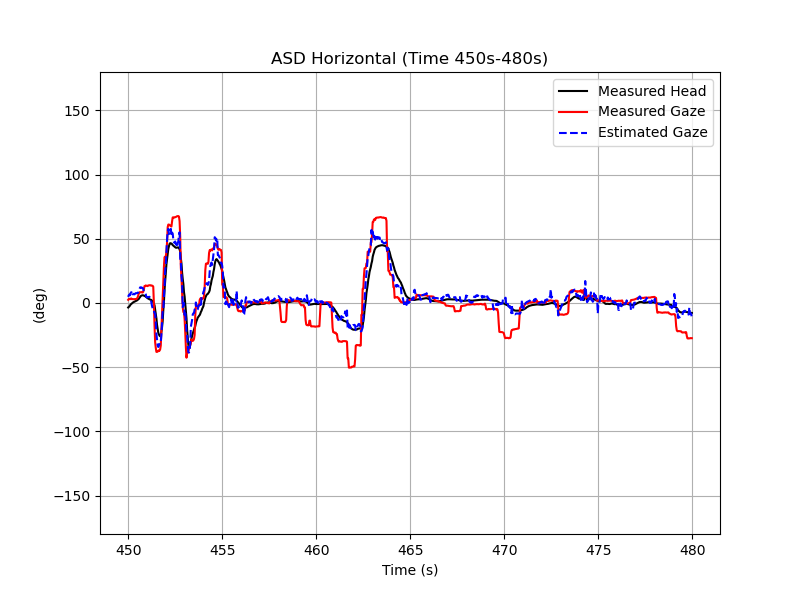 ASD Horizontal (Time 450s-480s)
Measured Head
Measured Gaze
Estimated Gaze
150
100
50
0
−50
−100
−150
(deg)
450 455 460 465 470 475 480
Time (s)